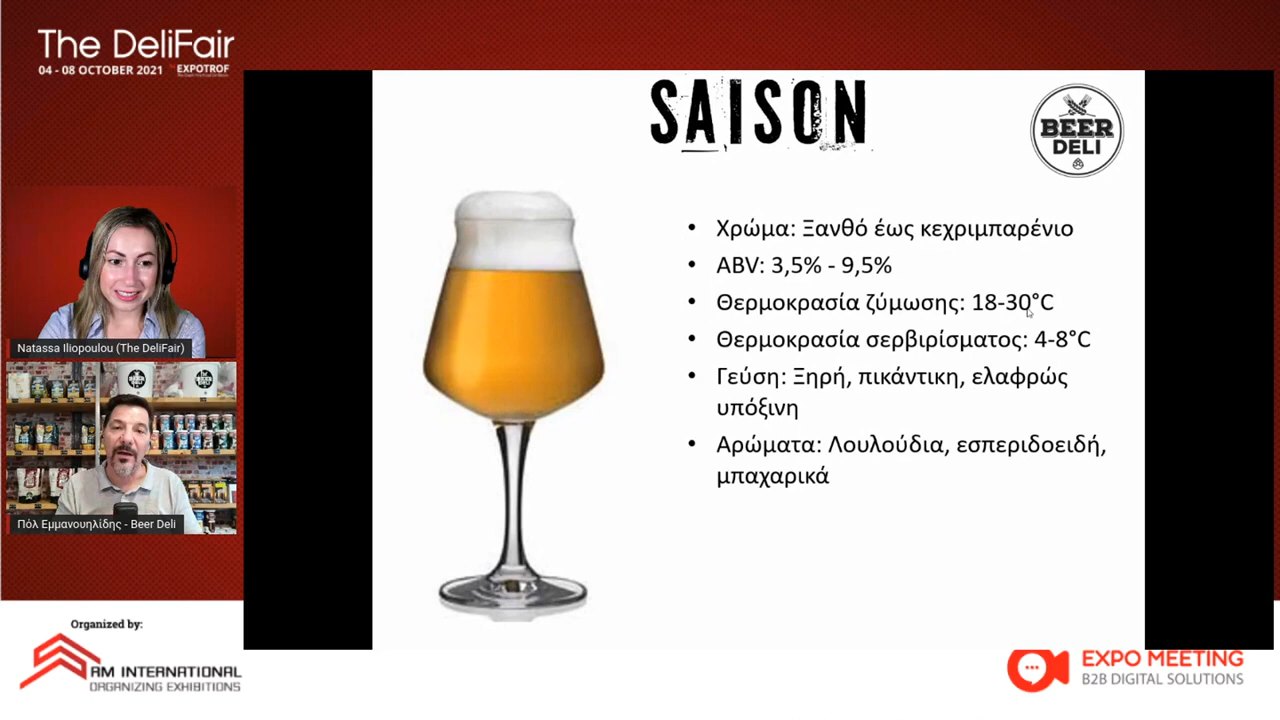 The DeliFair
04 - 08 OCTOBER 2021 by EXPOTROF
SAISON
BEER
DELI
• Χρώμα: Ξανθό έως κεχριμπαρένιο
• ABV: 3,5% - 9,5%
• Θερμοκρασία ζύμωσης: 18-30°C
• Θερμοκρασία σερβιρίσματος: 4-8°C
• Γεύση: Ξηρή, πικάντικη, ελαφρώς
υπόξινη
• Αρώματα: Λουλούδια, εσπεριδοειδή,
μπαχαρικά
Natassa Iliopoulou (The DeliFair)
Πόλ Εμμανουηλίδης - Beer Deli
Organized by:
AM INTERNATIONAL
ORGANIZING EXHIBITIONS
EXPO MEETING
B2B DIGITAL SOLUTIONS